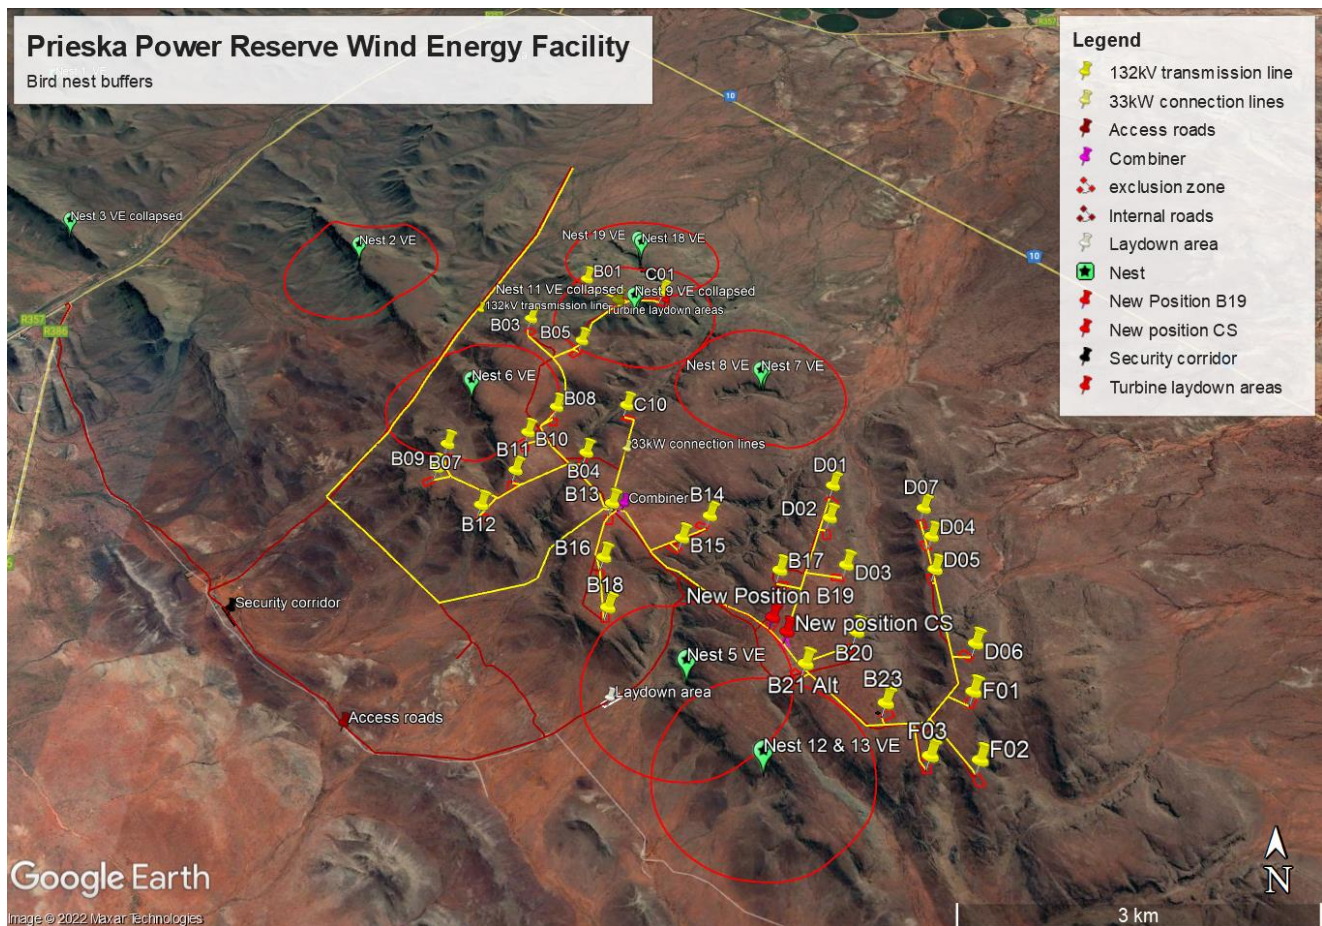 Prieska Power Reserve Wind Energy Facility
Bird nest buffers
Legend
132kV transmission line
33kW connection lines
Access roads
Combiner
exclusion zone
Internal roads
Laydown area
Nest
New Position B19
New position CS
Security corridor
Turbine laydown areas
R357
10
10
Nest 3 VE collapsed
Nest 2 VE
Nest 19 VE
Nest 18 VE
B01
C01
Nest 11 VE collapsed
Nest 9 VE collapsed
132kV transmission line
Turbine laydown areas
R357
R386
B03
B05
Nest 8 VE
Nest 7 VE
Nest 6 VE
B08
C10
B10
B11
33kW connection lines
B09
B07
B04
D01
B13
Combiner
B14
D07
D02
B12
D04
B16
B15
B17
D05
D03
B18
New Position B19
Security corridor
New position CS
Nest 5 VE
B20
D06
B21 Alt
B23
F01
Laydown area
Access roads
F03
Nest 12 & 13 VE
F02
Google Earth
N
Image © 2022 Maxar Technologies
3 km